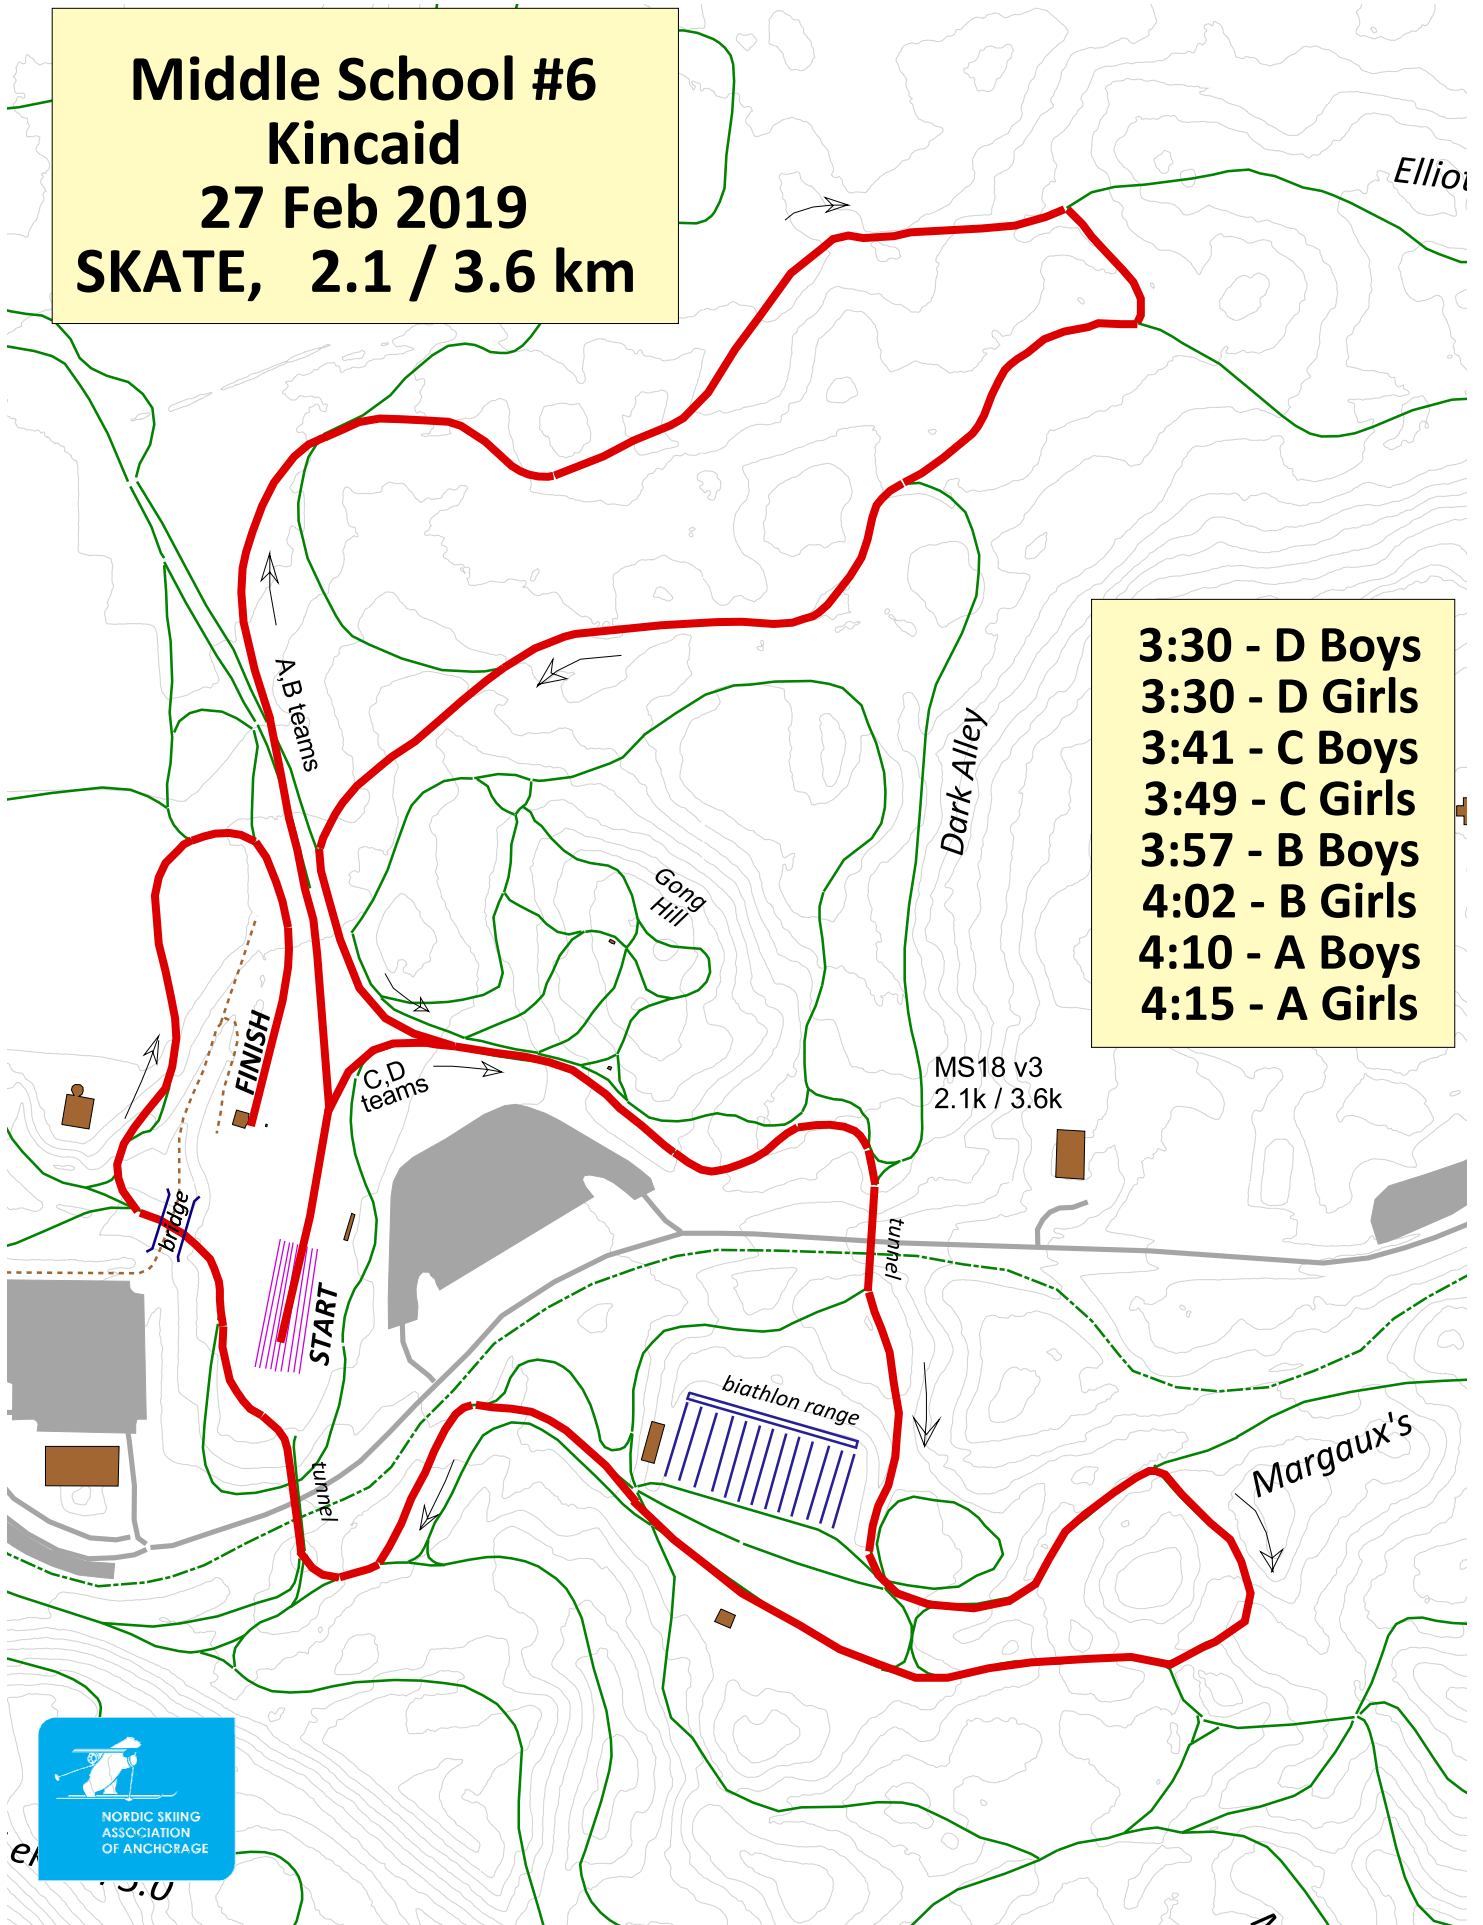 Middle School #6
Kincaid
27 Feb 2019
SKATE, 2.1 / 3.6 km
A,B teams
3:30 - D Boys
3:30 - D Girls
3:41 - C Boys
3:49 - C Girls
3:57 - B Boys
4:02 - B Girls
4:10 - A Boys
4:15 - A Girls
Dark Alley
Gong
Hill
FINISH
C,D
teams
MS18 v3
2.1k / 3.6k
bridge
tunnel
START
biathlon range
Margaux's
tunnel
NORDIC SKIING
ASSOCIATION
OF ANCHORAGE